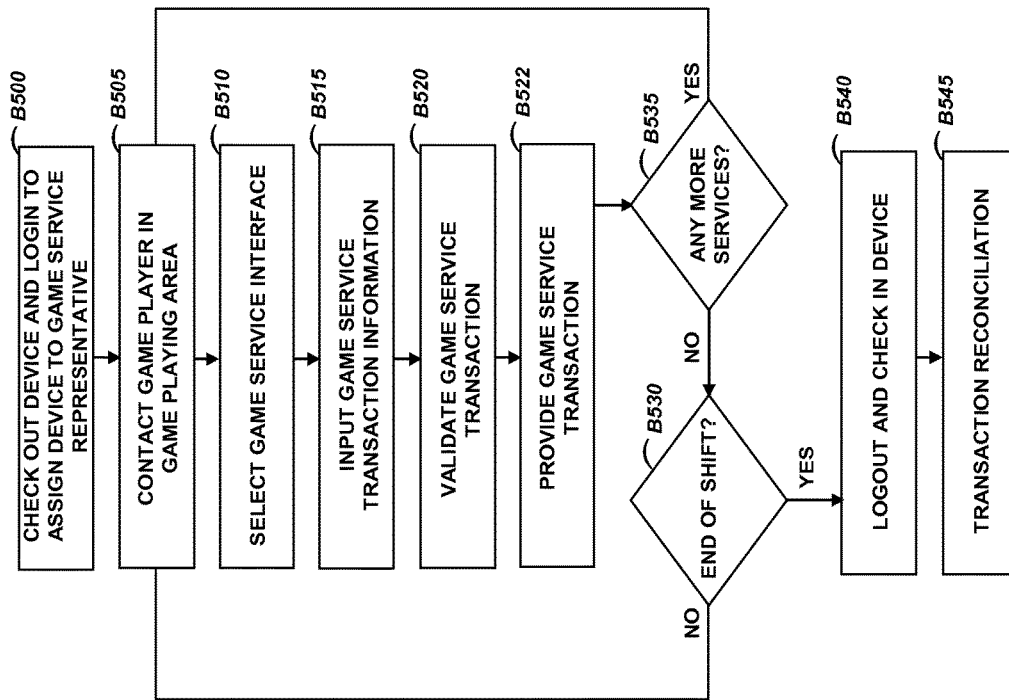 B500
CHECK OUT DEVICE AND LOGIN TO
ASSIGN DEVICE TO GAME SERVICE
REPRESENTATIVE
B505
CONTACT GAME PLAYER IN
GAME PLAYING AREA
B510
SELECT GAME SERVICE INTERFACE
B515
INPUT GAME SERVICE
TRANSACTION INFORMATION
B520
VALIDATE GAME SERVICE
TRANSACTION
B522
PROVIDE GAME SERVICE
TRANSACTION
B535
ANY MORE
SERVICES?
YES
NO
B530
END OF SHIFT?
NO
YES
B540
LOGOUT AND CHECK IN DEVICE
B545
TRANSACTION RECONCILIATION